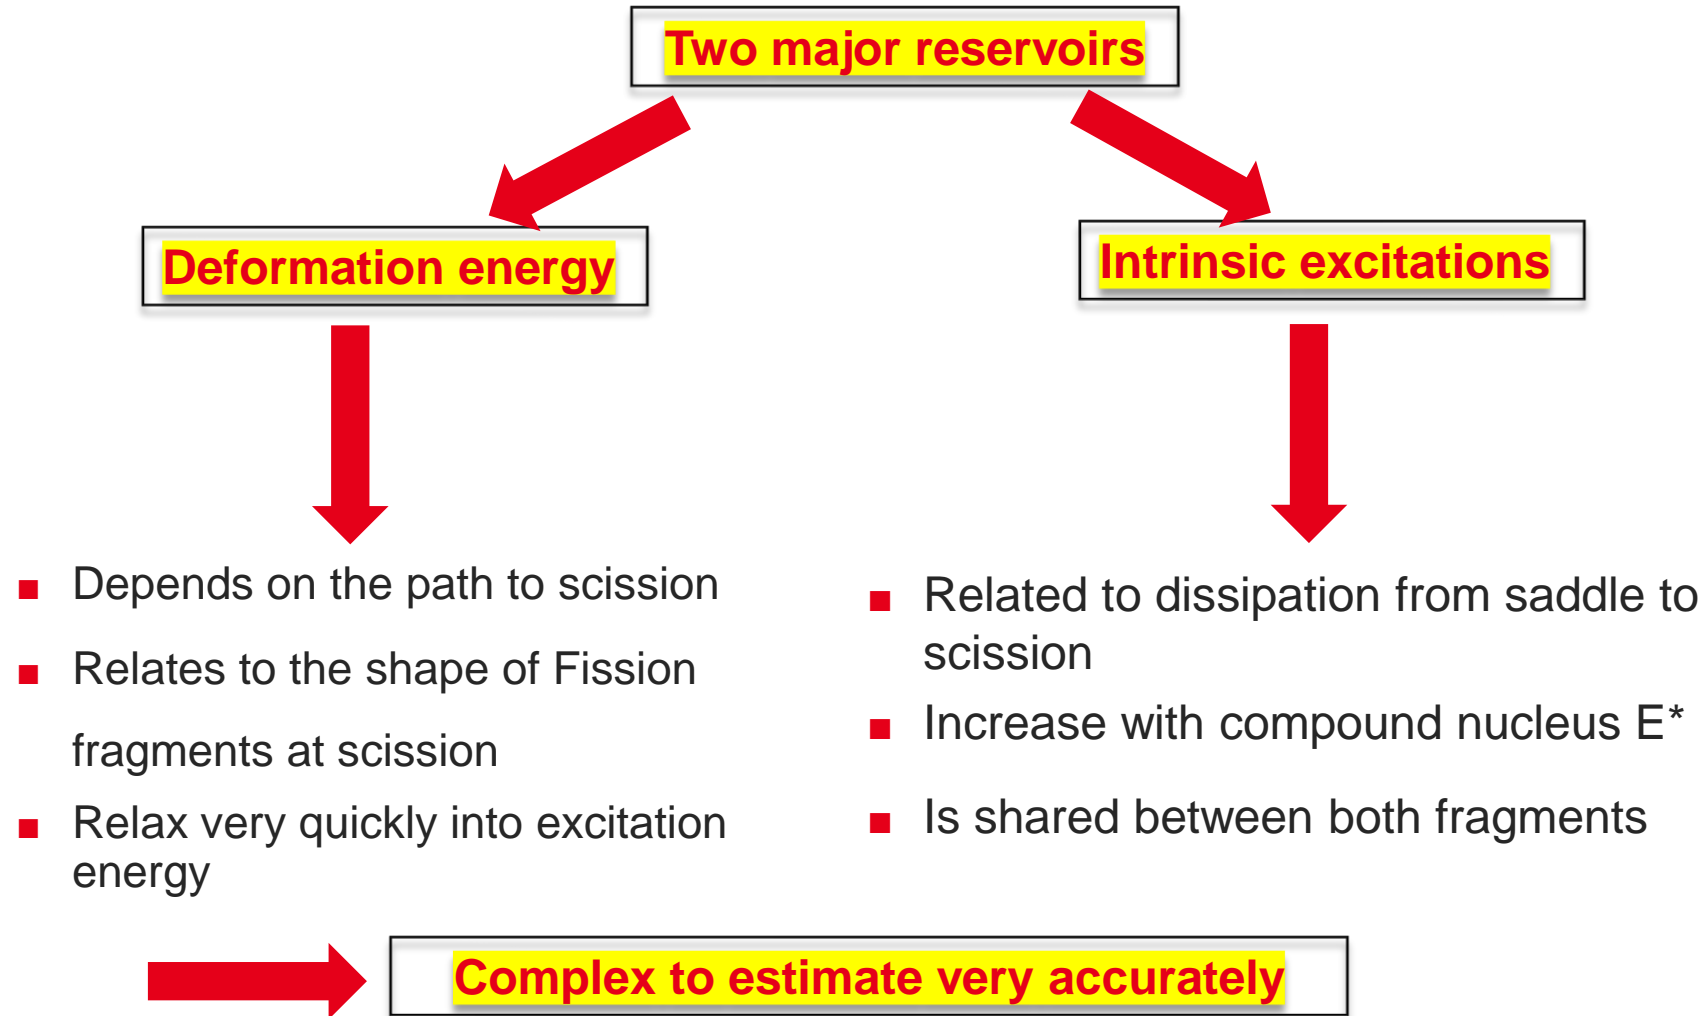 Two major reservoirs
Deformation energy
Intrinsic excitations
■ Depends on the path to scission
■ Relates to the shape of Fission
fragments at scission
■ Relax very quickly into excitation
energy
■ Related to dissipation from saddle to
scission
■ Increase with compound nucleus E*
■ Is shared between both fragments
Complex to estimate very accurately